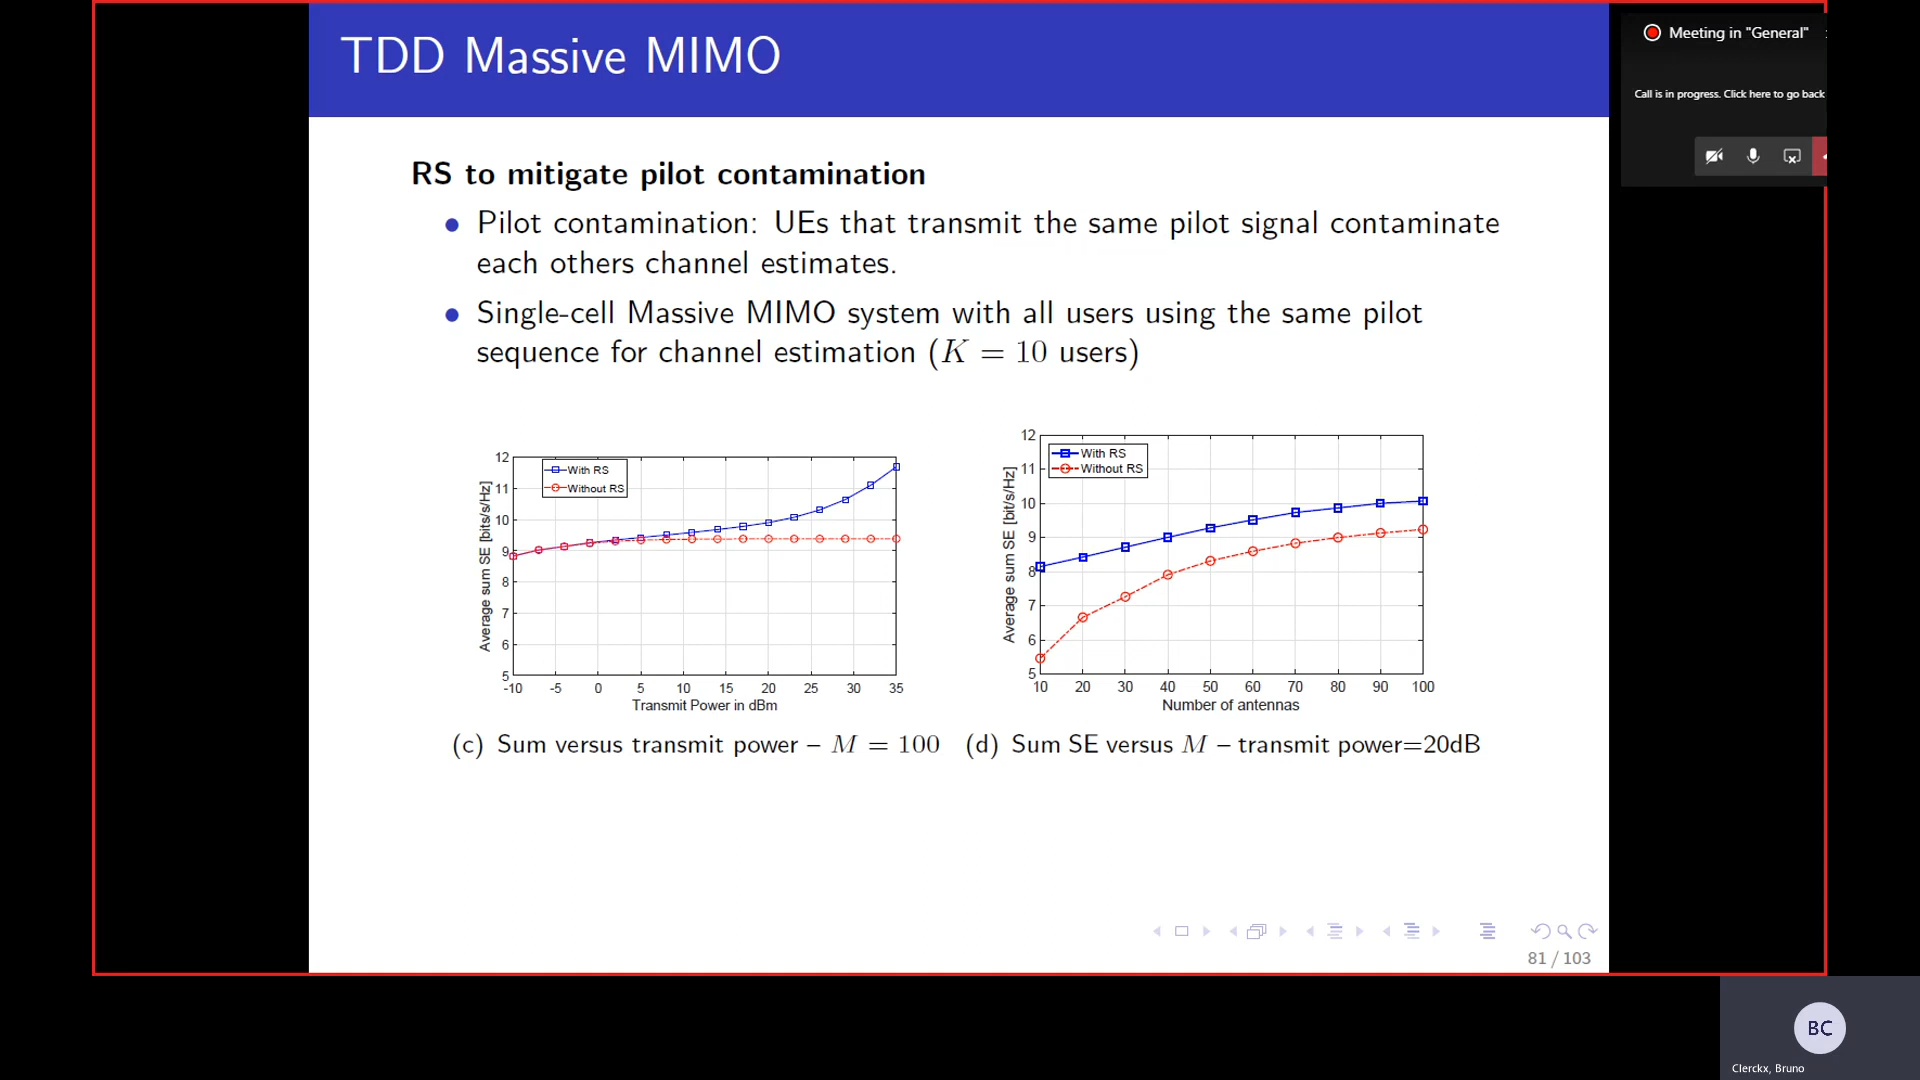 TDD Massive MIMO
Meeting in "General"
Call is in progress. Click here to go back
RS to mitigate pilot contamination
Pilot contamination: UEs that transmit the same pilot signal contaminate
each others channel estimates.
Single-cell Massive MIMO system with all users using the same pilot
sequence for channel estimation (K = 10 users)
With RS
Without RS
Average sum SE [bits/s/Hz]
12
11
10
9
8
7
6
5
-10 -5 0 5 10 15 20 25 30 35
Transmit Power in dBm
(c) Sum versus transmit power – M = 100
With RS
Without RS
Average sum SE [bit/s/Hz]
12
11
10
9
8
7
6
5
10 20 30 40 50 60 70 80 90 100
Number of antennas
(d) Sum SE versus M – transmit power=20dB
81 / 103
BC
Clerckx, Bruno